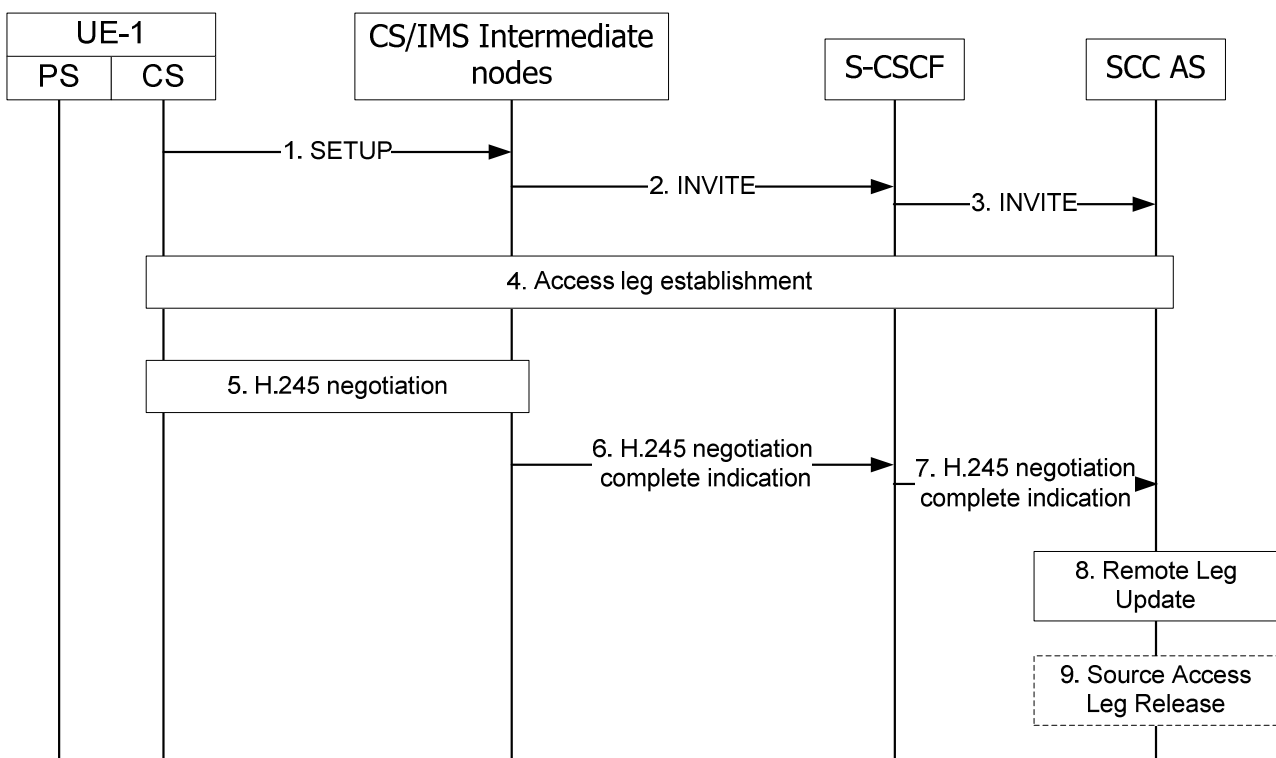 UE-1
PS
CS
CS/IMS Intermediate
nodes
S-CSCF
SCC AS
1. SETUP
2. INVITE
3. INVITE
4. Access leg establishment
5. H.245 negotiation
6. H.245 negotiation
complete indication
7. H.245 negotiation
complete indication
8. Remote Leg
Update
9. Source Access
Leg Release